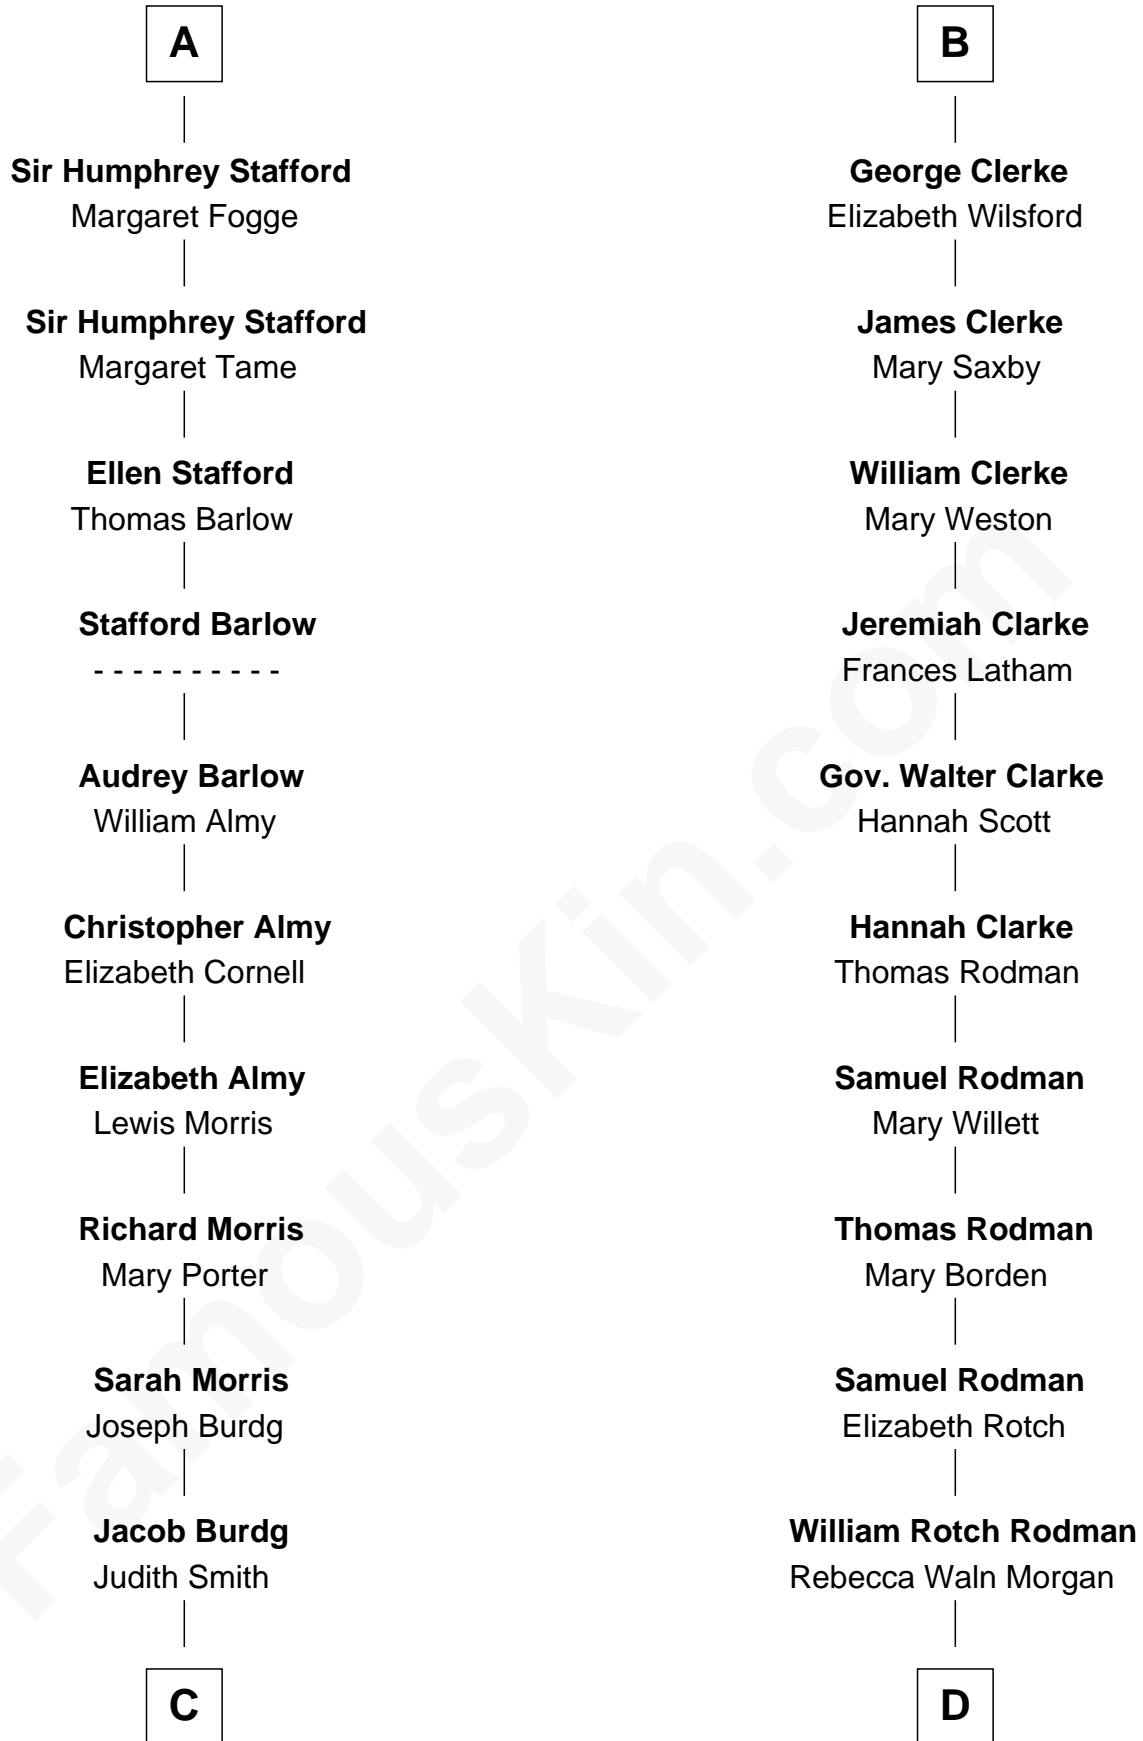 A
Sir Humphrey Stafford
Margaret Fogge
Sir Humphrey Stafford
Margaret Tame
Ellen Stafford
Thomas Barlow
Stafford Barlow
- - - - - - - - - -
Audrey Barlow
William Almy
Christopher Almy
Elizabeth Cornell
Elizabeth Almy
Lewis Morris
Richard Morris
Mary Porter
Sarah Morris
Joseph Burdg
Jacob Burdg
Judith Smith
C
B
George Clerke
Elizabeth Wilsford
James Clerke
Mary Saxby
William Clerke
Mary Weston
Jeremiah Clarke
Frances Latham
Gov. Walter Clarke
Hannah Scott
Hannah Clarke
Thomas Rodman
Samuel Rodman
Mary Willett
Thomas Rodman
Mary Borden
Samuel Rodman
Elizabeth Rotch
William Rotch Rodman
Rebecca Waln Morgan
D
FamousKin.com